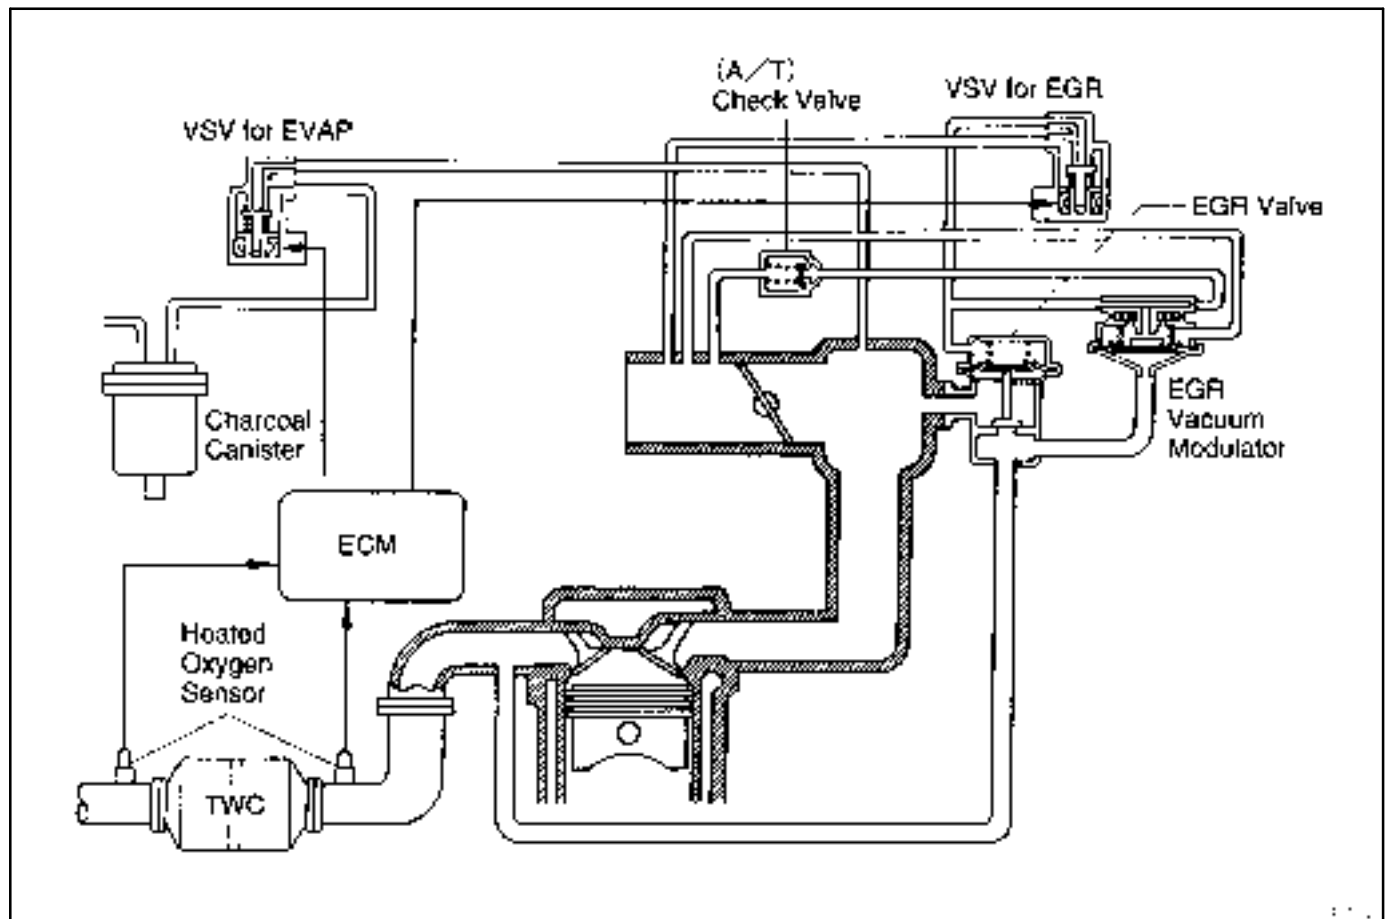 (A/T)
Check Valve
VSV for EGR
VSV for EVAP
EGR Valve
EGR
Vacuum
Modulator
Charcoal
Canister
ECM
Hoated
Oxygen
Sensor
TWC